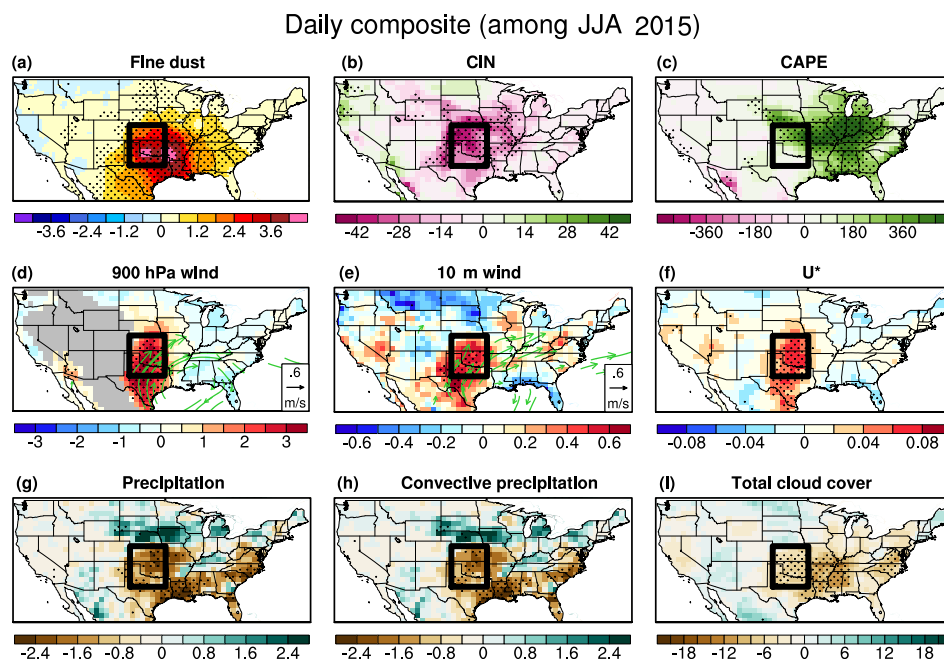 Daily composite (among JJA 2015)
(a) FIne dust
(b) CIN
(c) CAPE
-3.6 -2.4 -1.2 0 1.2 2.4 3.6
-42 -28 -14 0 14 28 42
-360 -180 0 180 360
(d) 900 hPa wInd
(e) 10 m wind
(f) U*
.6
m/s
.6
m/s
-3 -2 -1 0 1 2 3
-0.6 -0.4 -0.2 0 0.2 0.4 0.6
-0.08 -0.04 0 0.04 0.08
(g) PrecIpItation
(h) Convective precIpItation
(I) Total cloud cover
-2.4 -1.6 -0.8 0 0.8 1.6 2.4
-2.4 -1.6 -0.8 0 0.8 1.6 2.4
-18 -12 -6 0 6 12 18